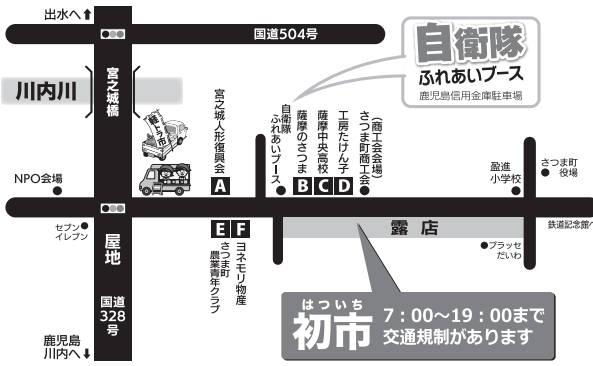 出水へ
国道504号
自衛隊
ふれあいブース
鹿児島信用金庫駐車場
川内川
宮之城橋
軽トラ市
宮之城人形復興会
A
自衛隊
ふれあいブース
薩摩のさつま
B
薩摩中央高校
C
工房たけん子
D
(商工会会場)
さつま町商工会
盈進
小学校
さつま町
役場
NPO会場
セブン
イレブン
屋地
E
さつま町
農業青年クラブ
F
ヨネモリ物産
露店
プラッセ
だいわ
鉄道記念館へ
国道
328
号
鹿児島
川内へ
はついち
初市
7:00〜19:00まで
交通規制があります